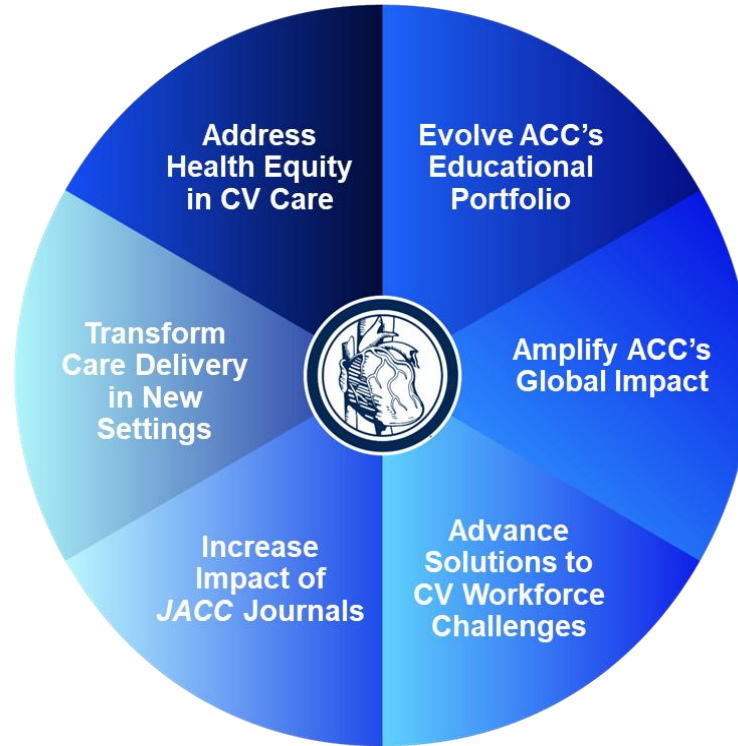 Address
Health Equity
in CV Care
Evolve ACC's
Educational
Portfolio
Transform
Care Delivery
in New
Settings
Amplify ACC's
Global Impact
Increase
Impact of
JACC Journals
Advance
Solutions to
CV Workforce
Challenges